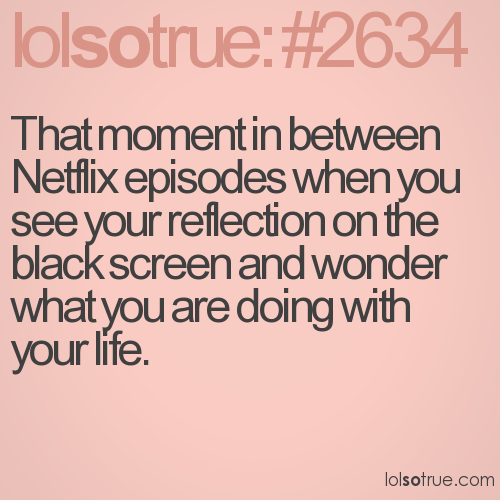 lolsotrue: #2634
That moment in between
Netflix episodes when you
see your reflection on the
black screen and wonder
what you are doing with
your life.
lolsotrue.com